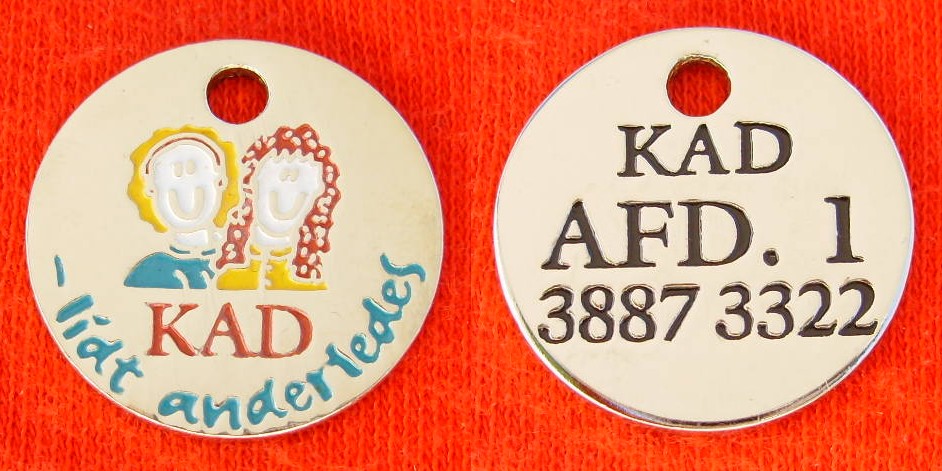 KAD
- lidt anderledes
KAD
AFD. 1
3887 3322